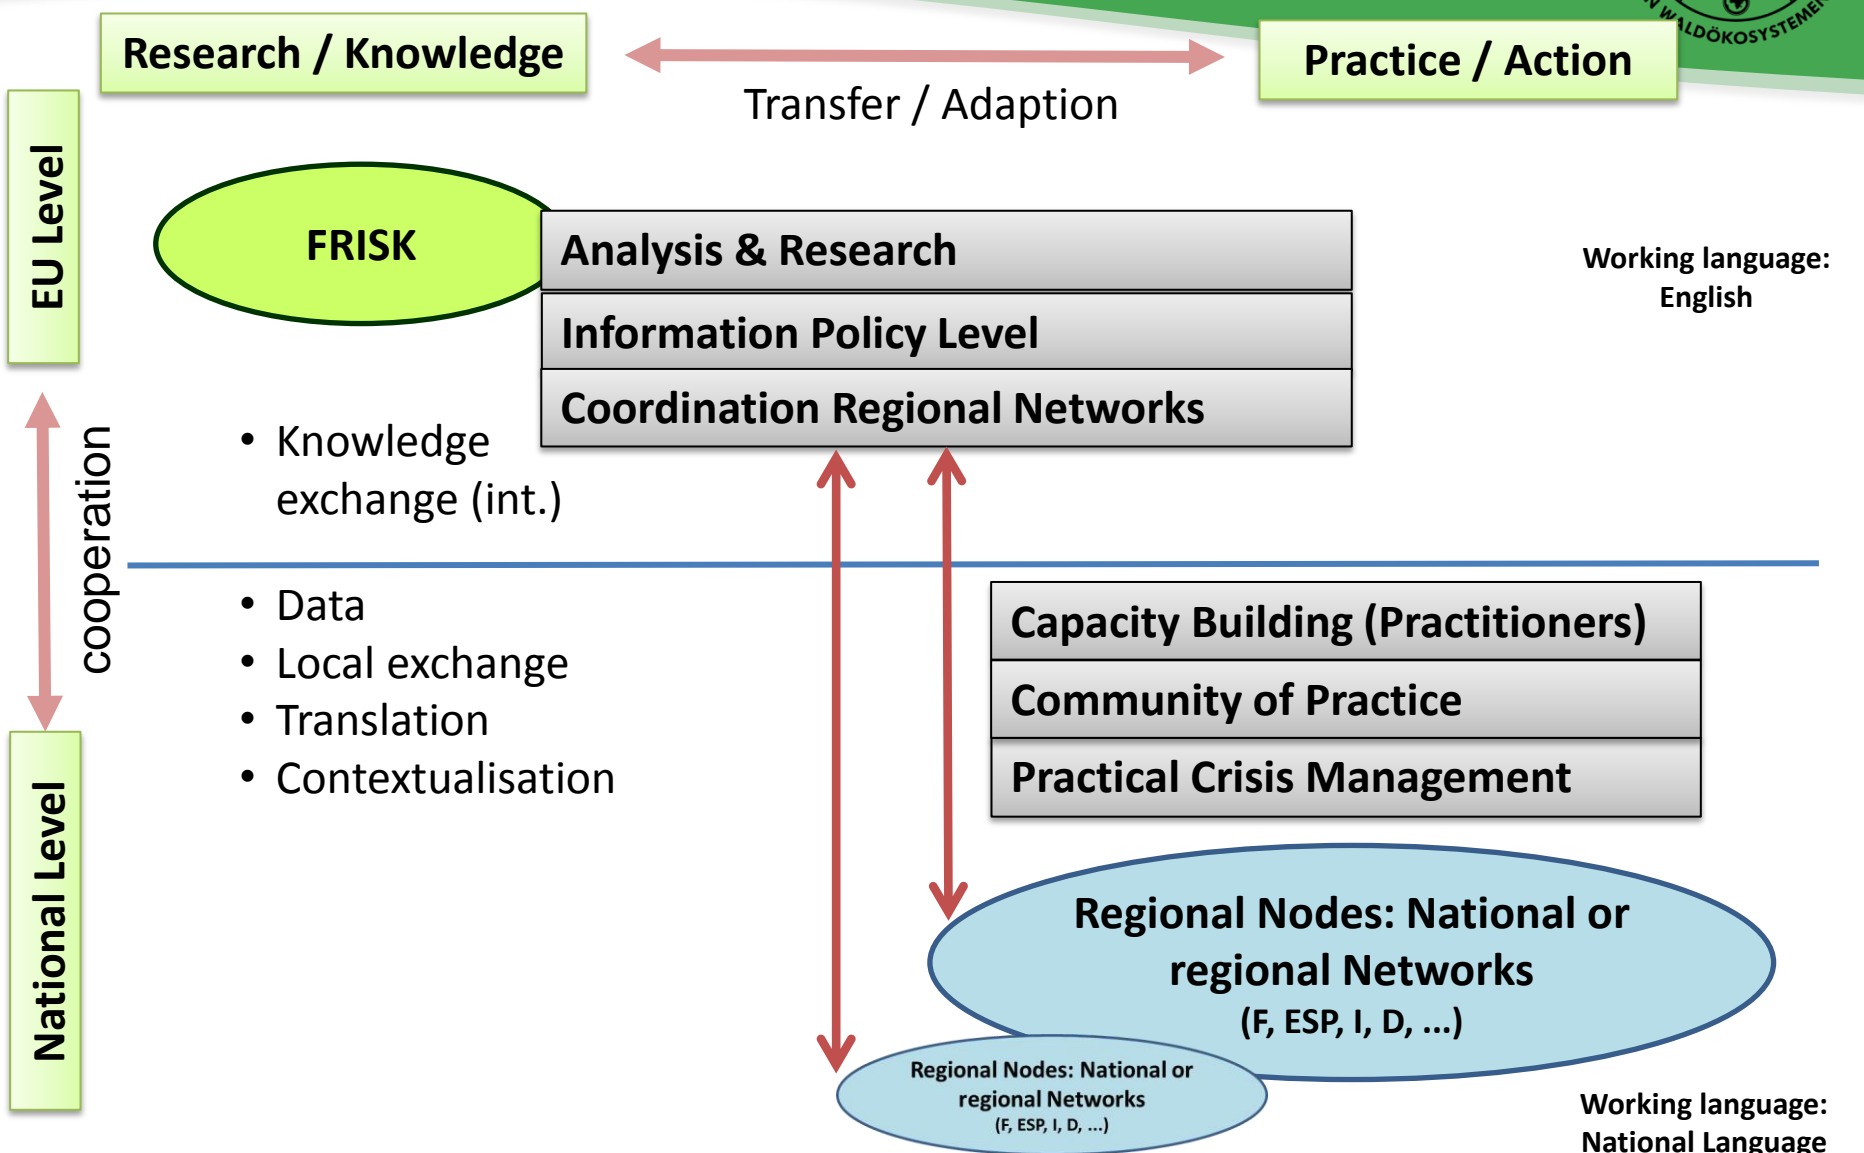 WALDÖKOSYSTEMEN
Research / Knowledge
Practice / Action
Transfer / Adaption
EU Level
FRISK
Analysis & Research
Information Policy Level
Coordination Regional Networks
Working language:
English
• Knowledge
exchange (int.)
cooperation
• Data
• Local exchange
• Translation
• Contextualisation
Capacity Building (Practitioners)
Community of Practice
Practical Crisis Management
National Level
Regional Nodes: National or
regional Networks
(F, ESP, I, D, ...)
Regional Nodes: National or
regional Networks
(F, ESP, I, D, ...)
Working language:
National Language